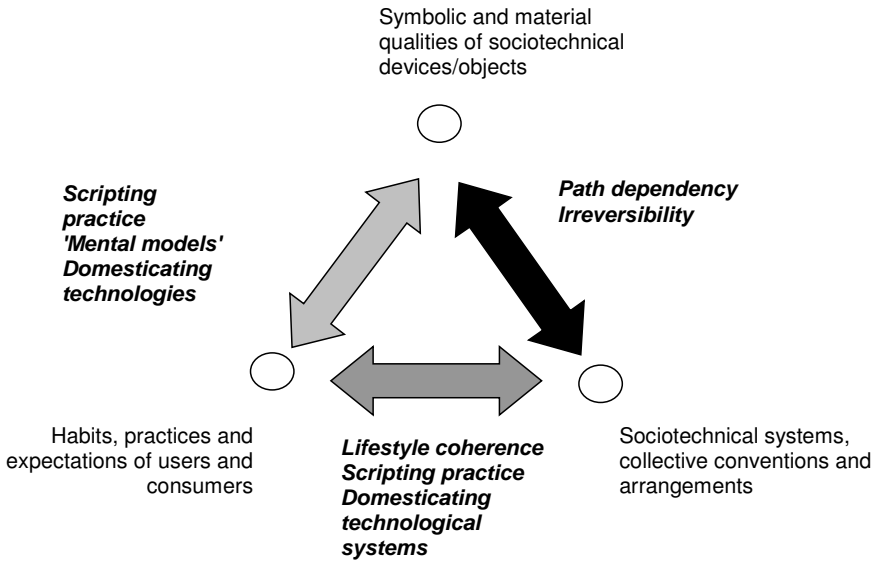 Symbolic and material
qualities of sociotechnical
devices/objects
Scripting
practice
'Mental models'
Domesticating
technologies
Path dependency
Irreversibility
Habits, practices and
expectations of users and
consumers
Lifestyle coherence
Scripting practice
Domesticating
technological
systems
Sociotechnical systems,
collective conventions and
arrangements